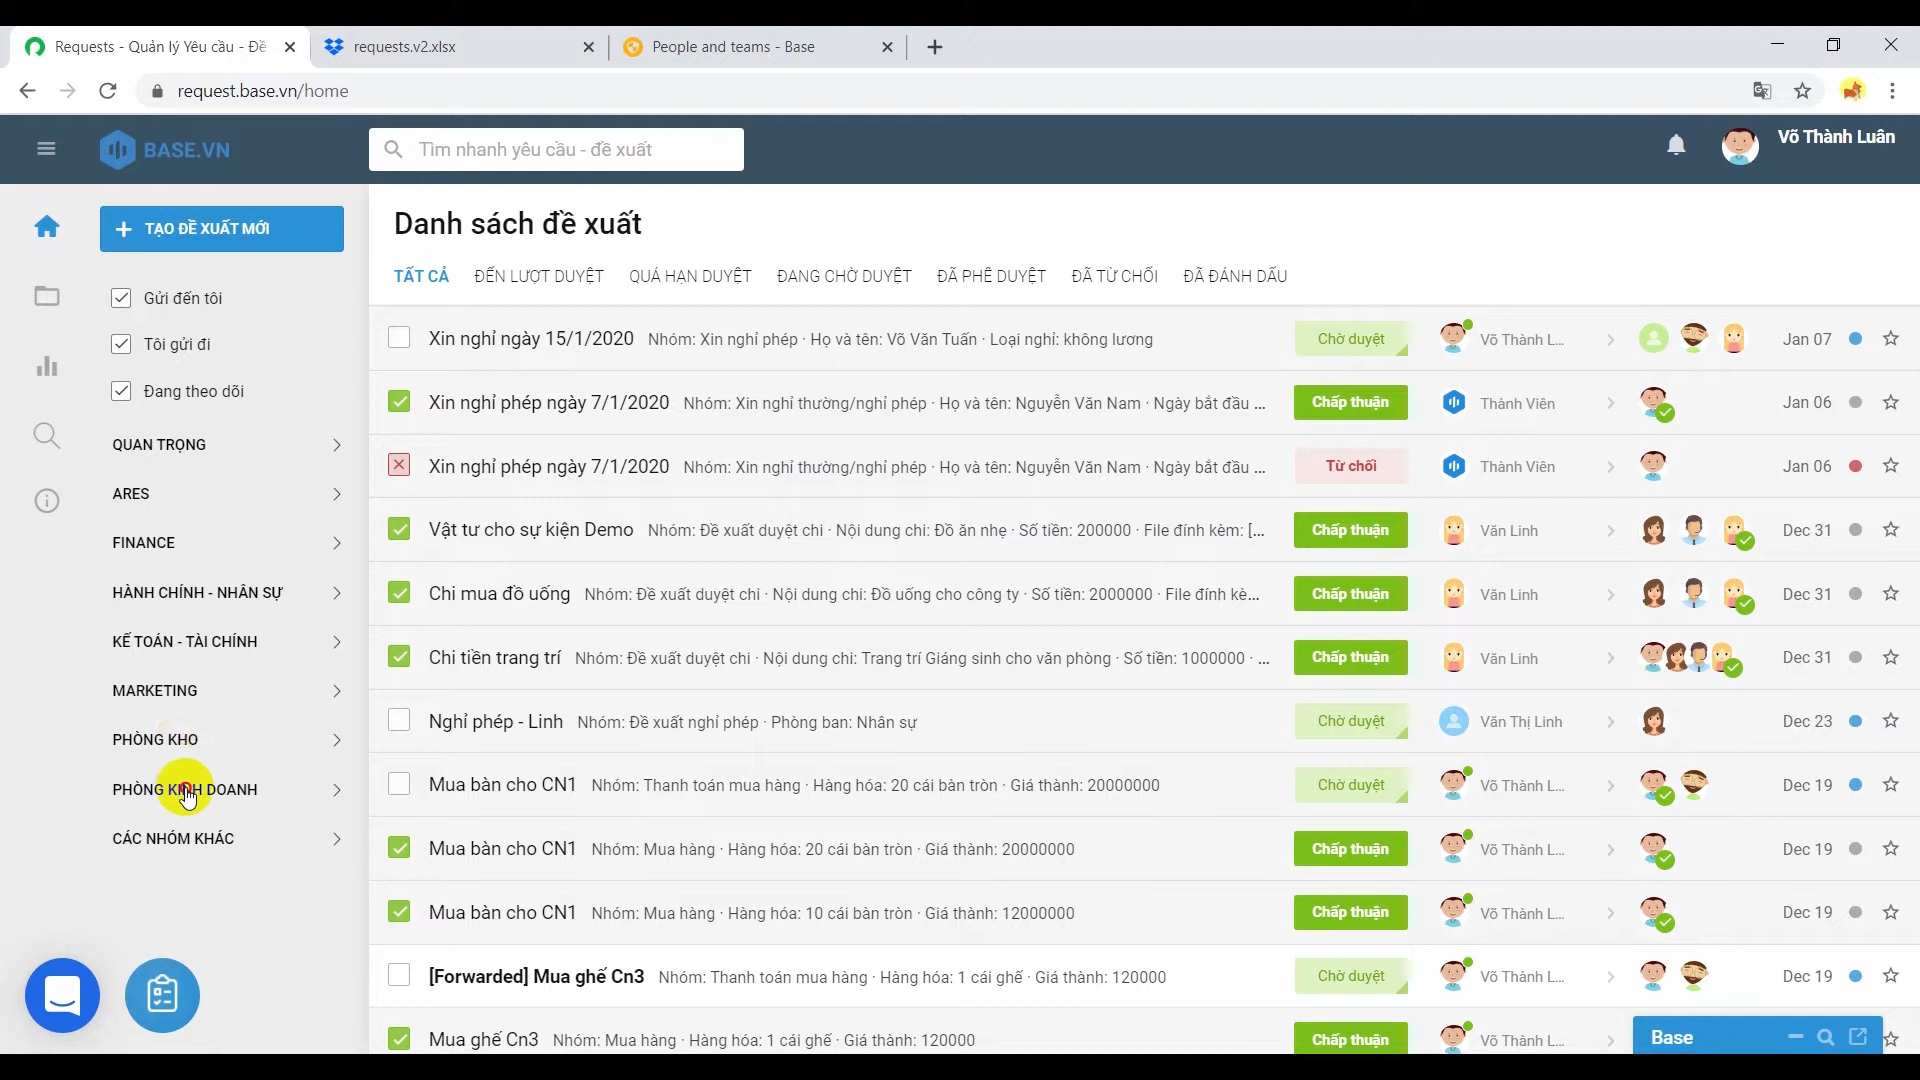 Requests - Quản lý Yêu cầu - Đề
requests.v2.xlsx
People and teams - Base
request.base.vn/home
BASE.VN
Tìm nhanh yêu cầu - đề xuất
Võ Thành Luân
TẠO ĐỀ XUẤT MỚI
Gửi đến tôi
Tôi gửi đi
Đang theo dõi
QUAN TRỌNG
ARES
FINANCE
HÀNH CHÍNH - NHÂN SỰ
KẾ TOÁN - TÀI CHÍNH
MARKETING
PHÒNG KHO
PHÒNG KINH DOANH
CÁC NHÓM KHÁC
Danh sách đề xuất
TẤT CẢ ĐẾN LƯỢT DUYỆT QUÁ HẠN DUYỆT ĐANG CHỜ DUYỆT ĐÃ PHÊ DUYỆT ĐÃ TỪ CHỐI ĐÃ ĐÁNH DẤU
Xin nghỉ ngày 15/1/2020 Nhóm: Xin nghỉ phép · Họ và tên: Võ Văn Tuấn · Loại nghỉ: không lương Chờ duyệt Võ Thành L... Jan 07
Xin nghỉ phép ngày 7/1/2020 Nhóm: Xin nghỉ thường/nghỉ phép · Họ và tên: Nguyễn Văn Nam · Ngày bắt đầu ... Chấp thuận Thành Viên Jan 06
Xin nghỉ phép ngày 7/1/2020 Nhóm: Xin nghỉ thường/nghỉ phép · Họ và tên: Nguyễn Văn Nam · Ngày bắt đầu ... Từ chối Thành Viên Jan 06
Vật tư cho sự kiện Demo Nhóm: Đề xuất duyệt chi · Nội dung chi: Đồ ăn nhẹ · Số tiền: 200000 · File đính kèm: [... Chấp thuận Văn Linh Dec 31
Chi mua đồ uống Nhóm: Đề xuất duyệt chi · Nội dung chi: Đồ uống cho công ty · Số tiền: 2000000 · File đính kè... Chấp thuận Văn Linh Dec 31
Chi tiền trang trí Nhóm: Đề xuất duyệt chi · Nội dung chi: Trang trí Giáng sinh cho văn phòng · Số tiền: 1000000 · ... Chấp thuận Văn Linh Dec 31
Nghỉ phép - Linh Nhóm: Đề xuất nghỉ phép · Phòng ban: Nhân sự Chờ duyệt Văn Thị Linh Dec 23
Mua bàn cho CN1 Nhóm: Thanh toán mua hàng · Hàng hóa: 20 cái bàn tròn · Giá thành: 20000000 Chờ duyệt Võ Thành L... Dec 19
Mua bàn cho CN1 Nhóm: Mua hàng · Hàng hóa: 20 cái bàn tròn · Giá thành: 20000000 Chấp thuận Võ Thành L... Dec 19
Mua bàn cho CN1 Nhóm: Mua hàng · Hàng hóa: 10 cái bàn tròn · Giá thành: 12000000 Chấp thuận Võ Thành L... Dec 19
[Forwarded] Mua ghế Cn3 Nhóm: Thanh toán mua hàng · Hàng hóa: 1 cái ghế · Giá thành: 120000 Chờ duyệt Võ Thành L... Dec 19
Mua ghế Cn3 Nhóm: Mua hàng · Hàng hóa: 1 cái ghế · Giá thành: 120000 Chấp thuận Võ Thành L...
Base